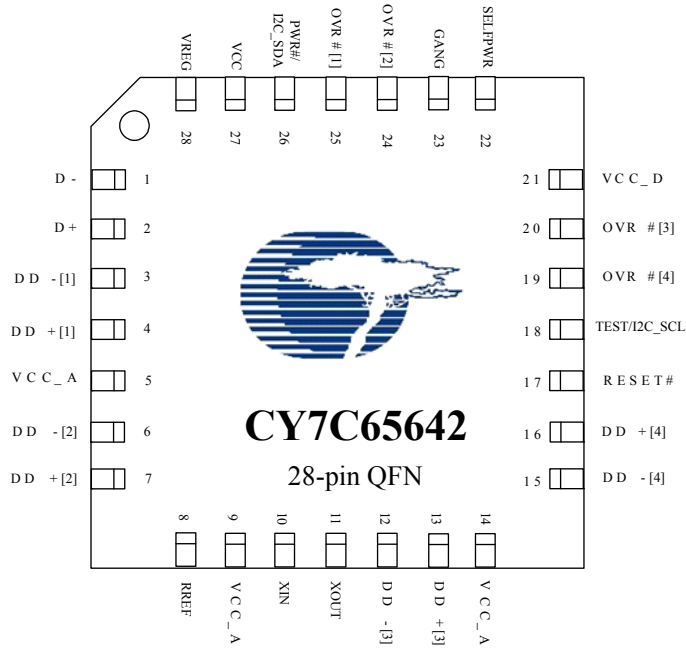 VREG
VCC
PWR#/
I2C_SDA
OVR #[1]
OVR #[2]
GANG
SELFPWR
28
27
26
25
24
23
22
D - 1
D + 2
DD -[1] 3
DD +[1] 4
VCC_A 5
DD -[2] 6
DD +[2] 7
21 VCC_D
20 OVR #[3]
19 OVR #[4]
18 TEST/I2C_SCL
17 RESET#
16 DD +[4]
15 DD -[4]
CY7C65642
28-pin QFN
8
9
10
11
12
13
14
RREF
VCC_A
XIN
XOUT
DD -[3]
DD +[3]
VCC_A